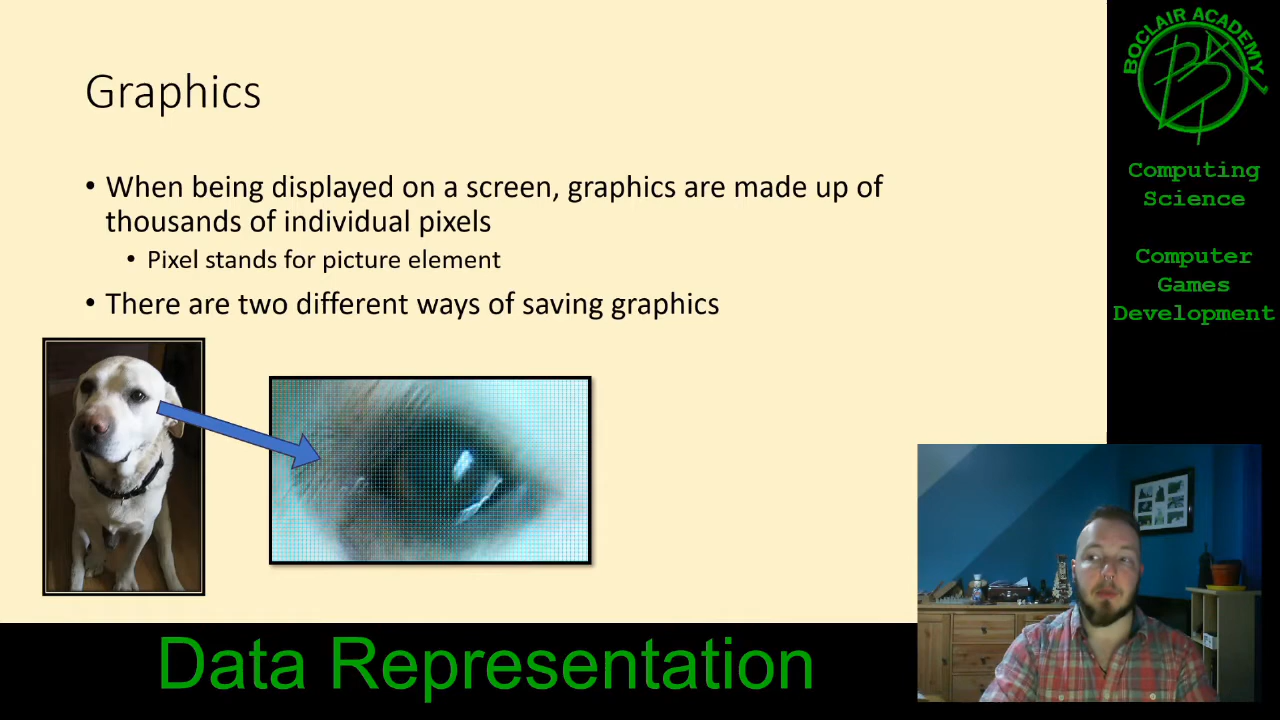 Graphics
• When being displayed on a screen, graphics are made up of
thousands of individual pixels
• Pixel stands for picture element
• There are two different ways of saving graphics
BOCLAIR ACADEMY
Computing
Science
Computer
Games
Development
Data Representation